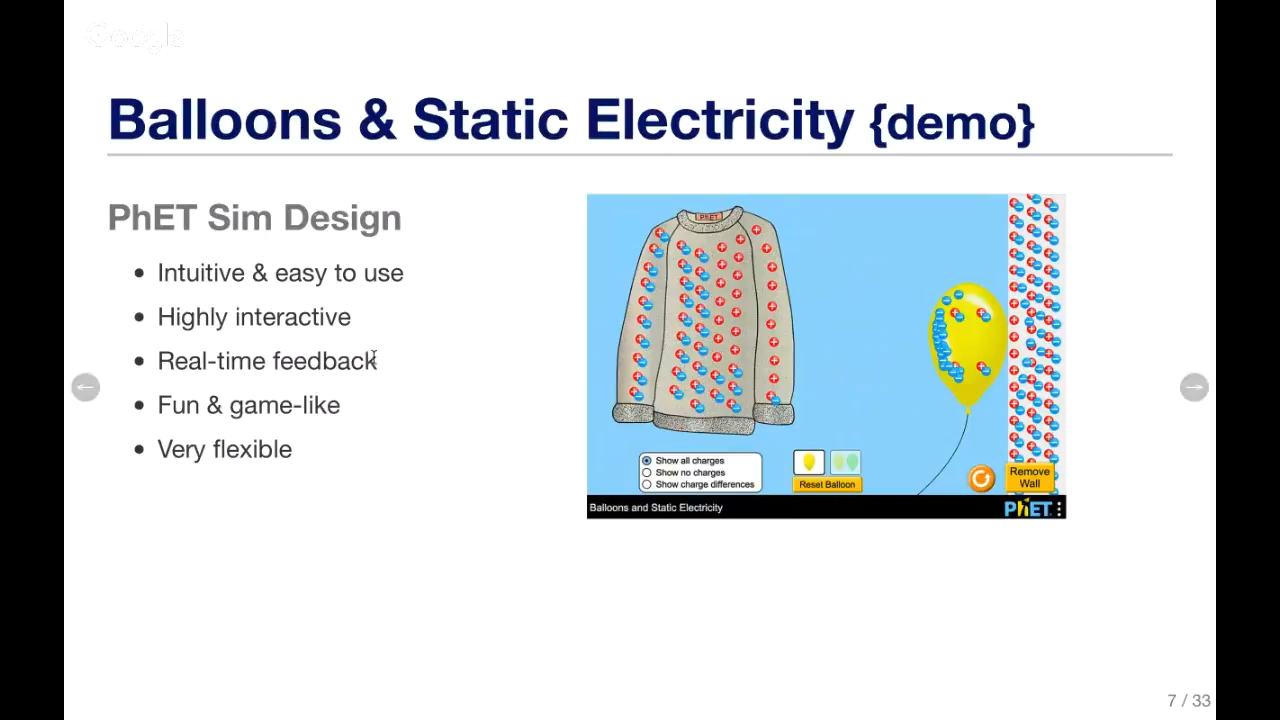 Google
Balloons & Static Electricity {demo}
PhET Sim Design
• Intuitive & easy to use
• Highly interactive
• Real-time feedback
• Fun & game-like
• Very flexible
PhET
Show all charges
Show no charges
Show charge differences
Reset Balloon
Remove
Wall
Balloons and Static Electricity
PhET
7 / 33